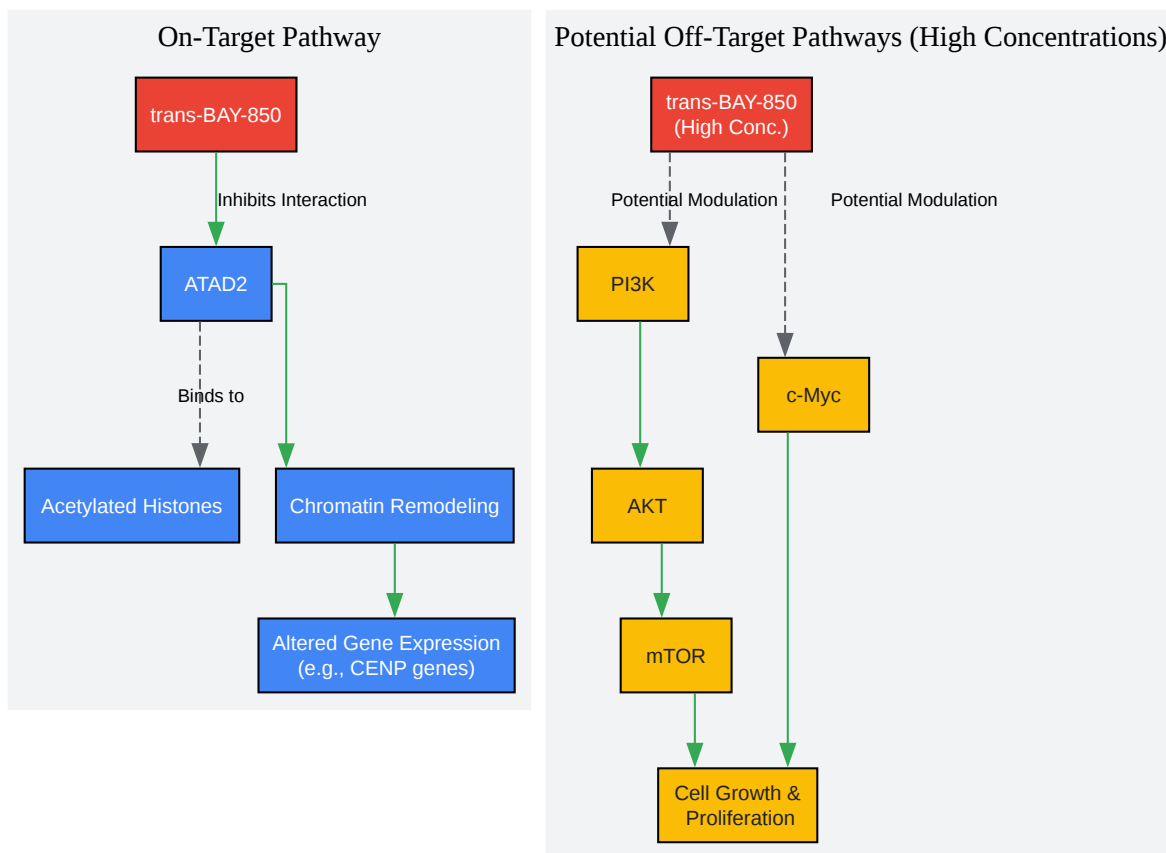 On-Target Pathway
trans-BAY-850
Inhibits Interaction
ATAD2
Binds to
Acetylated Histones
Chromatin Remodeling
Altered Gene Expression
(e.g., CENP genes)
Potential Off-Target Pathways (High Concentrations)
trans-BAY-850
(High Conc.)
Potential Modulation
Potential Modulation
PI3K
c-Myc
AKT
mTOR
Cell Growth &
Proliferation